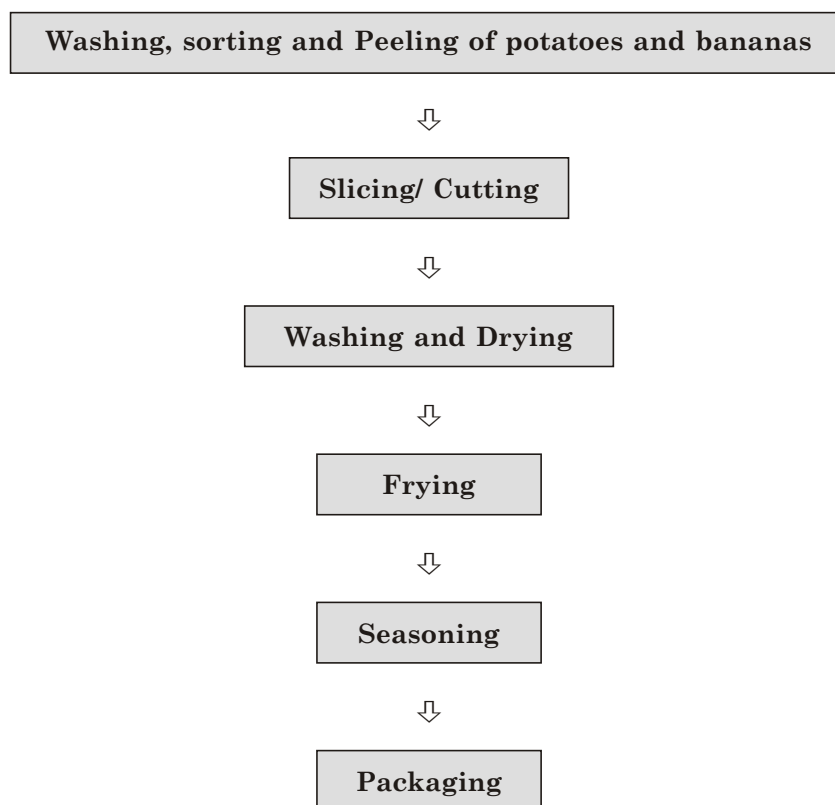 Washing, sorting and Peeling of potatoes and bananas
Slicing/ Cutting
Washing and Drying
Frying
Seasoning
Packaging